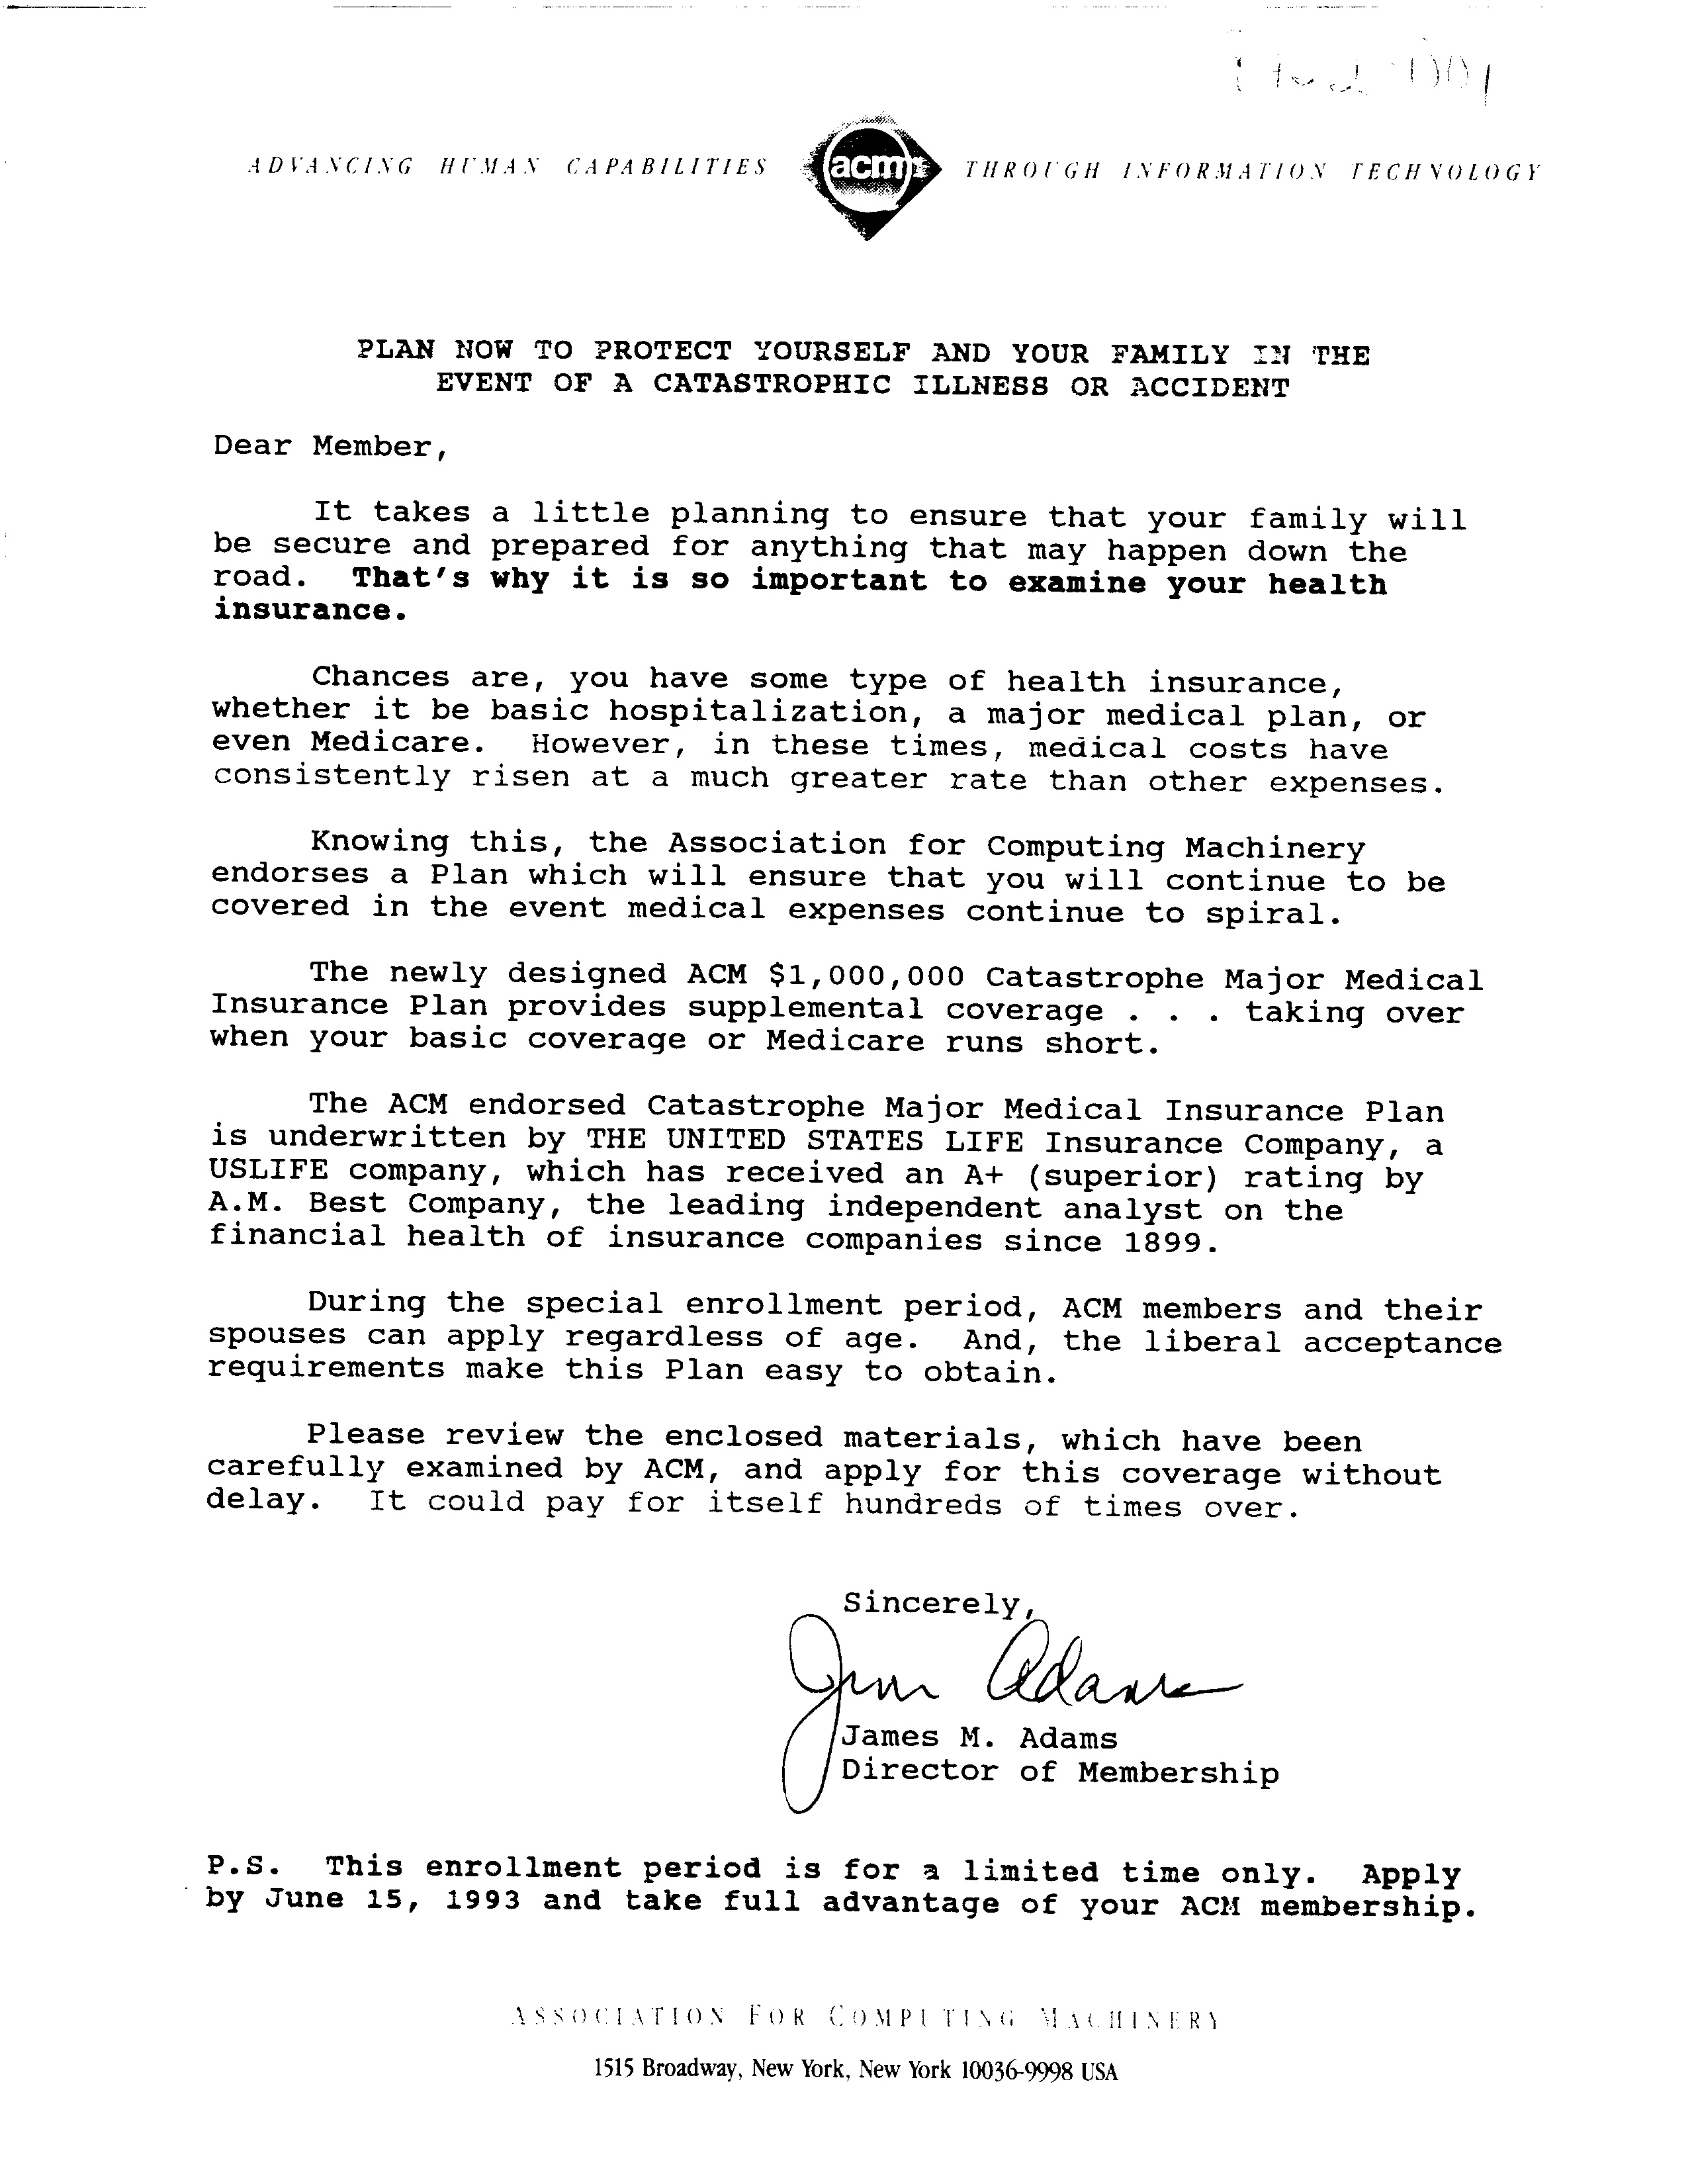 ADVANCING HUMAN CAPABILITIES acm THROUGH INFORMATION TECHNOLOGY
PLAN NOW TO PROTECT YOURSELF AND YOUR FAMILY IN THE
EVENT OF A CATASTROPHIC ILLNESS OR ACCIDENT
Dear Member,
It takes a little planning to ensure that your family will
be secure and prepared for anything that may happen down the
road. That's why it is so important to examine your health
insurance.
Chances are, you have some type of health insurance,
whether it be basic hospitalization, a major medical plan, or
even Medicare. However, in these times, medical costs have
consistently risen at a much greater rate than other expenses.
Knowing this, the Association for Computing Machinery
endorses a Plan which will ensure that you will continue to be
covered in the event medical expenses continue to spiral.
The newly designed ACM $1,000,000 Catastrophe Major Medical
Insurance Plan provides supplemental coverage . . . taking over
when your basic coverage or Medicare runs short.
The ACM endorsed Catastrophe Major Medical Insurance Plan
is underwritten by THE UNITED STATES LIFE Insurance Company, a
USLIFE company, which has received an A+ (superior) rating by
A.M. Best Company, the leading independent analyst on the
financial health of insurance companies since 1899.
During the special enrollment period, ACM members and their
spouses can apply regardless of age. And, the liberal acceptance
requirements make this Plan easy to obtain.
Please review the enclosed materials, which have been
carefully examined by ACM, and apply for this coverage without
delay. It could pay for itself hundreds of times over.
Sincerely,
Jim Adams
James M. Adams
Director of Membership
P.S. This enrollment period is for a limited time only. Apply
by June 15, 1993 and take full advantage of your ACM membership.
ASSOCIATION FOR COMPUTING MACHINERY
1515 Broadway, New York, New York 10036-9998 USA